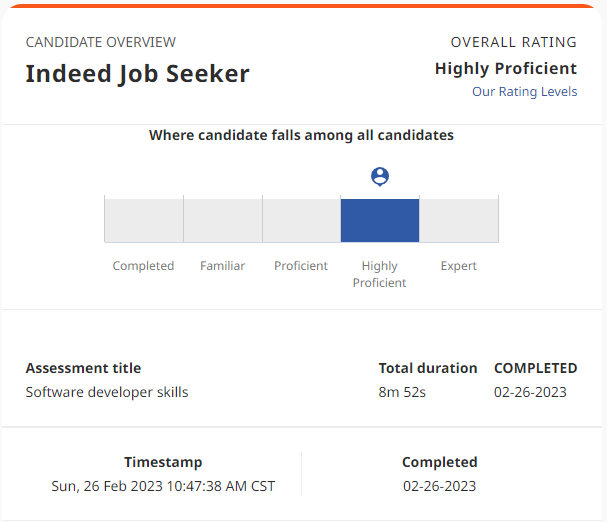 CANDIDATE OVERVIEW
OVERALL RATING
Indeed Job Seeker
Highly Proficient
Our Rating Levels
Where candidate falls among all candidates
Completed
Familiar
Proficient
Highly
Proficient
Expert
Assessment title
Total duration
COMPLETED
Software developer skills
8m 52s
02-26-2023
Timestamp
Completed
Sun, 26 Feb 2023 10:47:38 AM CST
02-26-2023